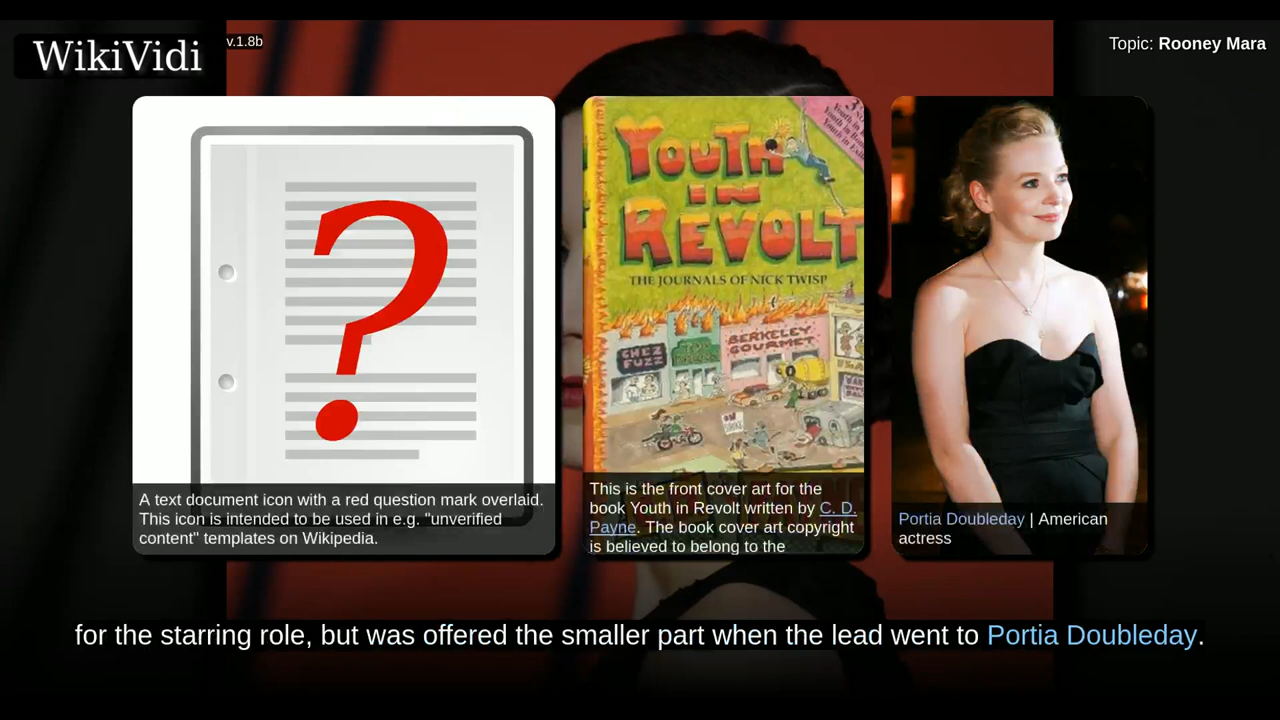 WikiVidi
v.1.8b
Topic: Rooney Mara
YOUTH
IN
REVOLT
THE JOURNALS OF NICK TWISP
CHEZ
FUZZ
BERKELEY
GOURMET
A text document icon with a red question mark overlaid.
This icon is intended to be used in e.g. "unverified
content" templates on Wikipedia.
This is the front cover art for the
book Youth in Revolt written by C. D.
Payne. The book cover art copyright
is believed to belong to the
Portia Doubleday | American
actress
for the starring role, but was offered the smaller part when the lead went to Portia Doubleday.